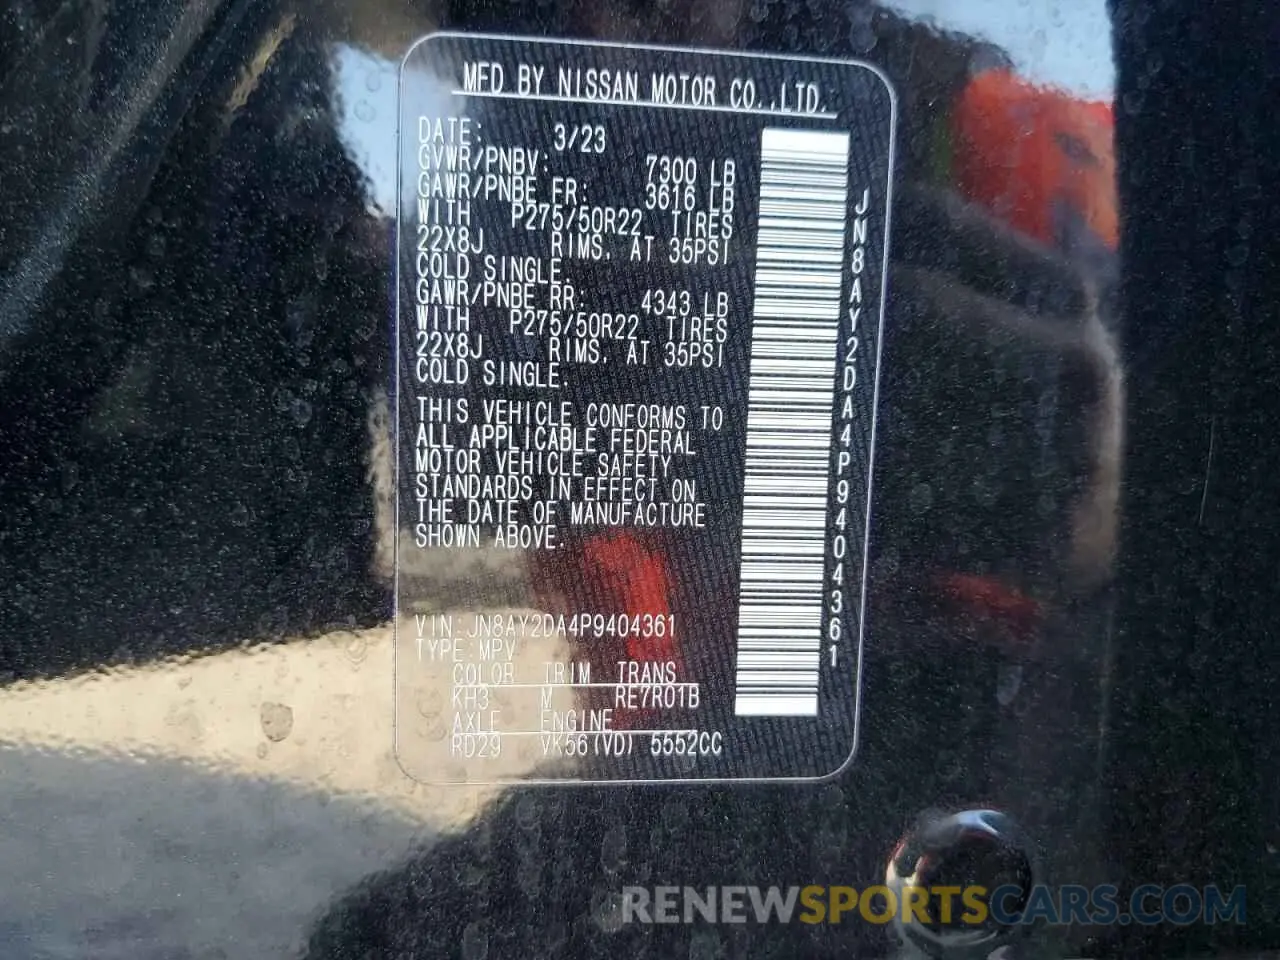 MFD BY NISSAN MOTOR CO.,LTD.
DATE: 3/23
GVWR/PNBV: 7300 LB
GAWR/PNBE FR: 3616 LB
WITH P275/50R22 TIRES
22X8J RIMS. AT 35PSI
COLD SINGLE.
GAWR/PNBE RR: 4343 LB
WITH P275/50R22 TIRES
22X8J RIMS. AT 35PSI
COLD SINGLE.
THIS VEHICLE CONFORMS TO
ALL APPLICABLE FEDERAL
MOTOR VEHICLE SAFETY
STANDARDS IN EFFECT ON
THE DATE OF MANUFACTURE
SHOWN ABOVE.
VIN:JN8AY2DA4P9404361
TYPE:MPV
COLOR TRIM TRANS
KH3 M RE7R01B
AXLE ENGINE
RD29 VK56(VD) 5552CC
JN8AY2DA4P9404361
RENEWSPORTSCARS.COM